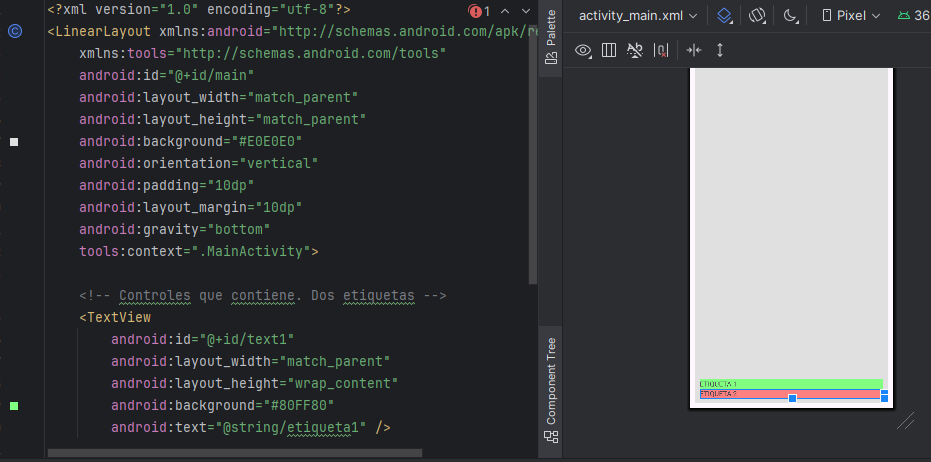 <?xml version="1.0" encoding="utf-8"?>
1
<LinearLayout xmlns:android="http://schemas.android.com/apk/re
xmlns:tools="http://schemas.android.com/tools"
android:id="@+id/main"
android:layout_width="match_parent"
android:layout_height="match_parent"
android:background="#E0E0E0"
android:orientation="vertical"
android:padding="10dp"
android:layout_margin="10dp"
android:gravity="bottom"
tools:context=".MainActivity">
<!-- Controles que contiene. Dos etiquetas -->
<TextView
android:id="@+id/text1"
android:layout_width="match_parent"
android:layout_height="wrap_content"
android:background="#80FF80"
android:text="@string/etiqueta1" />
C
Palette
Component Tree
activity_main.xml
Pixel
36
ETIQUETA 1
ETIQUETA 2